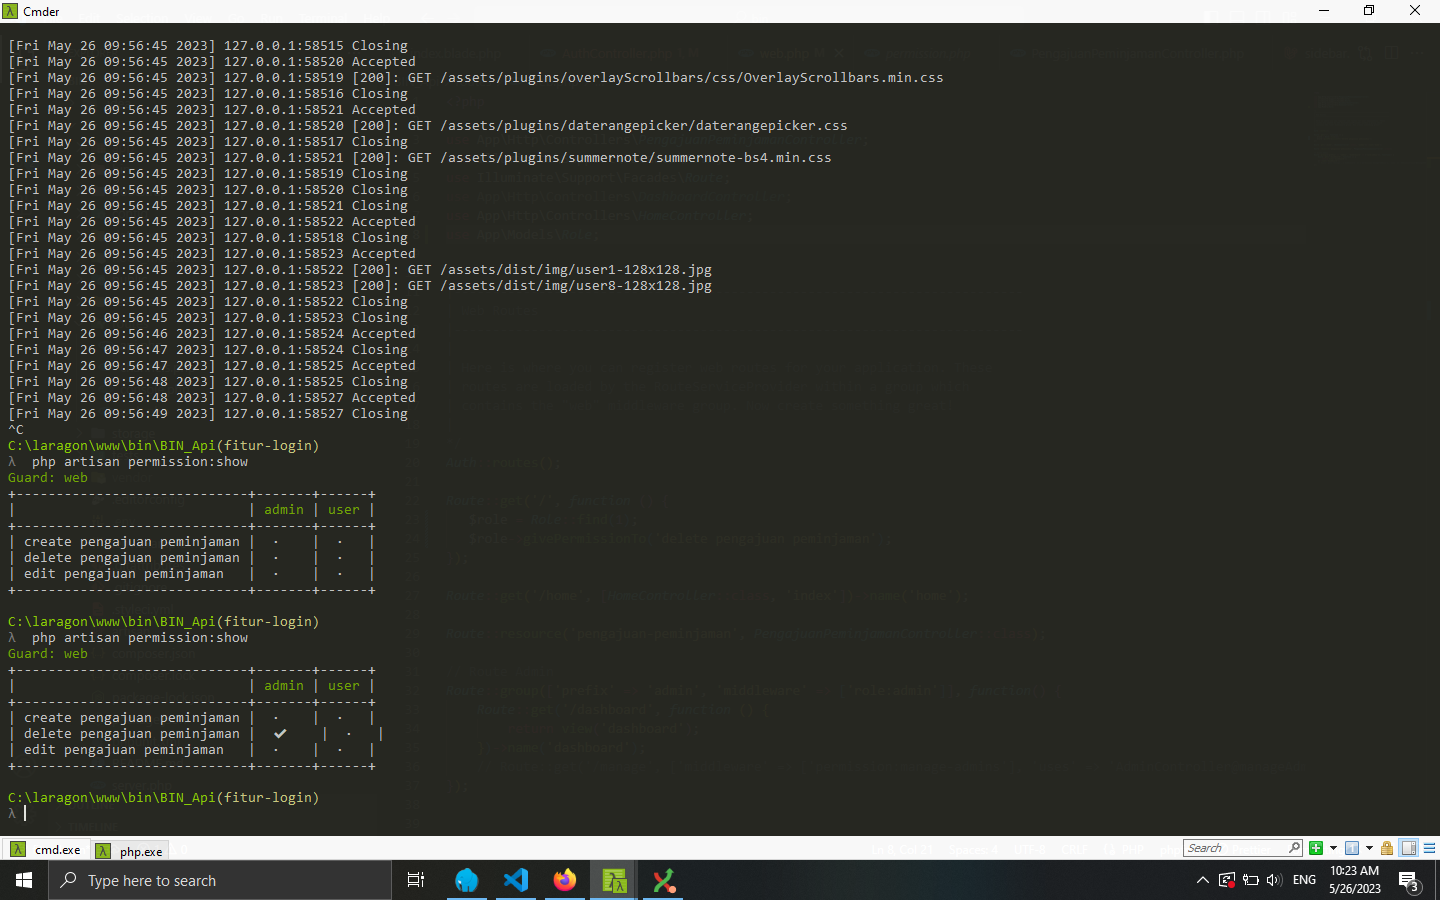 Cmder
[Fri May 26 09:56:45 2023] 127.0.0.1:58515 Closing
[Fri May 26 09:56:45 2023] 127.0.0.1:58520 Accepted
[Fri May 26 09:56:45 2023] 127.0.0.1:58519 [200]: GET /assets/plugins/overlayScrollbars/css/OverlayScrollbars.min.css
[Fri May 26 09:56:45 2023] 127.0.0.1:58516 Closing
[Fri May 26 09:56:45 2023] 127.0.0.1:58521 Accepted
[Fri May 26 09:56:45 2023] 127.0.0.1:58520 [200]: GET /assets/plugins/daterangepicker/daterangepicker.css
[Fri May 26 09:56:45 2023] 127.0.0.1:58517 Closing
[Fri May 26 09:56:45 2023] 127.0.0.1:58521 [200]: GET /assets/plugins/summernote/summernote-bs4.min.css
[Fri May 26 09:56:45 2023] 127.0.0.1:58519 Closing
[Fri May 26 09:56:45 2023] 127.0.0.1:58520 Closing
[Fri May 26 09:56:45 2023] 127.0.0.1:58521 Closing
[Fri May 26 09:56:45 2023] 127.0.0.1:58522 Accepted
[Fri May 26 09:56:45 2023] 127.0.0.1:58518 Closing
[Fri May 26 09:56:45 2023] 127.0.0.1:58523 Accepted
[Fri May 26 09:56:45 2023] 127.0.0.1:58522 [200]: GET /assets/dist/img/user1-128x128.jpg
[Fri May 26 09:56:45 2023] 127.0.0.1:58523 [200]: GET /assets/dist/img/user8-128x128.jpg
[Fri May 26 09:56:45 2023] 127.0.0.1:58522 Closing
[Fri May 26 09:56:45 2023] 127.0.0.1:58523 Closing
[Fri May 26 09:56:46 2023] 127.0.0.1:58524 Accepted
[Fri May 26 09:56:47 2023] 127.0.0.1:58524 Closing
[Fri May 26 09:56:47 2023] 127.0.0.1:58525 Accepted
[Fri May 26 09:56:48 2023] 127.0.0.1:58525 Closing
[Fri May 26 09:56:48 2023] 127.0.0.1:58527 Accepted
[Fri May 26 09:56:49 2023] 127.0.0.1:58527 Closing
^C
C:\laragon\www\bin\BIN_Api(fitur-login)
λ  php artisan permission:show
Guard: web
+-----------------------------+-------+------+
|                             | admin | user |
+-----------------------------+-------+------+
| create pengajuan peminjaman |  ·    |  ·   |
| delete pengajuan peminjaman |  ·    |  ·   |
| edit pengajuan peminjaman   |  ·    |  ·   |
+-----------------------------+-------+------+
C:\laragon\www\bin\BIN_Api(fitur-login)
λ  php artisan permission:show
Guard: web
+-----------------------------+-------+------+
|                             | admin | user |
+-----------------------------+-------+------+
| create pengajuan peminjaman |  ·    |  ·   |
| delete pengajuan peminjaman |  ✔    |  ·   |
| edit pengajuan peminjaman   |  ·    |  ·   |
+-----------------------------+-------+------+
C:\laragon\www\bin\BIN_Api(fitur-login)
λ
cmd.exe php.exe Search
Type here to search
ENG
10:23 AM
5/26/2023
3